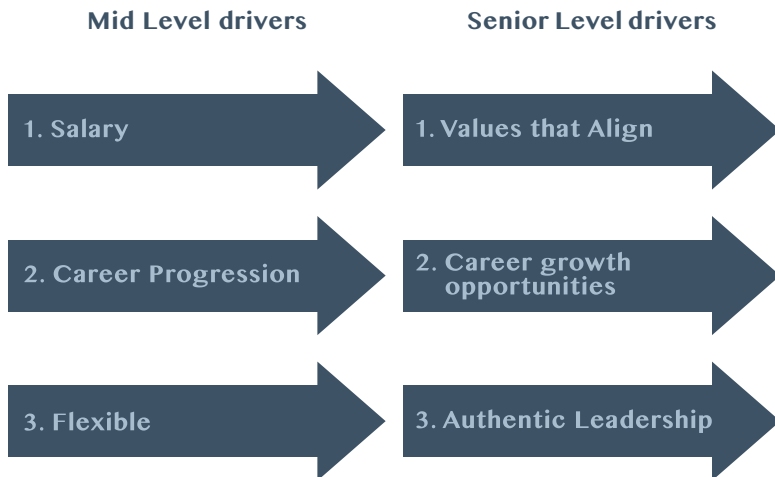 Mid Level drivers
1. Salary
2. Career Progression
3. Flexible
Senior Level drivers
1. Values that Align
2. Career growth
opportunities
3. Authentic Leadership